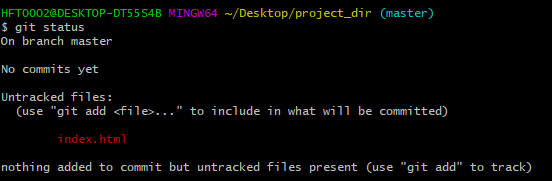 HFT0002@DESKTOP-DT55S4B MINGW64 ~/Desktop/project_dir (master)
$ git status
On branch master
No commits yet
Untracked files:
(use "git add <file>..." to include in what will be committed)
index.html
nothing added to commit but untracked files present (use "git add" to track)